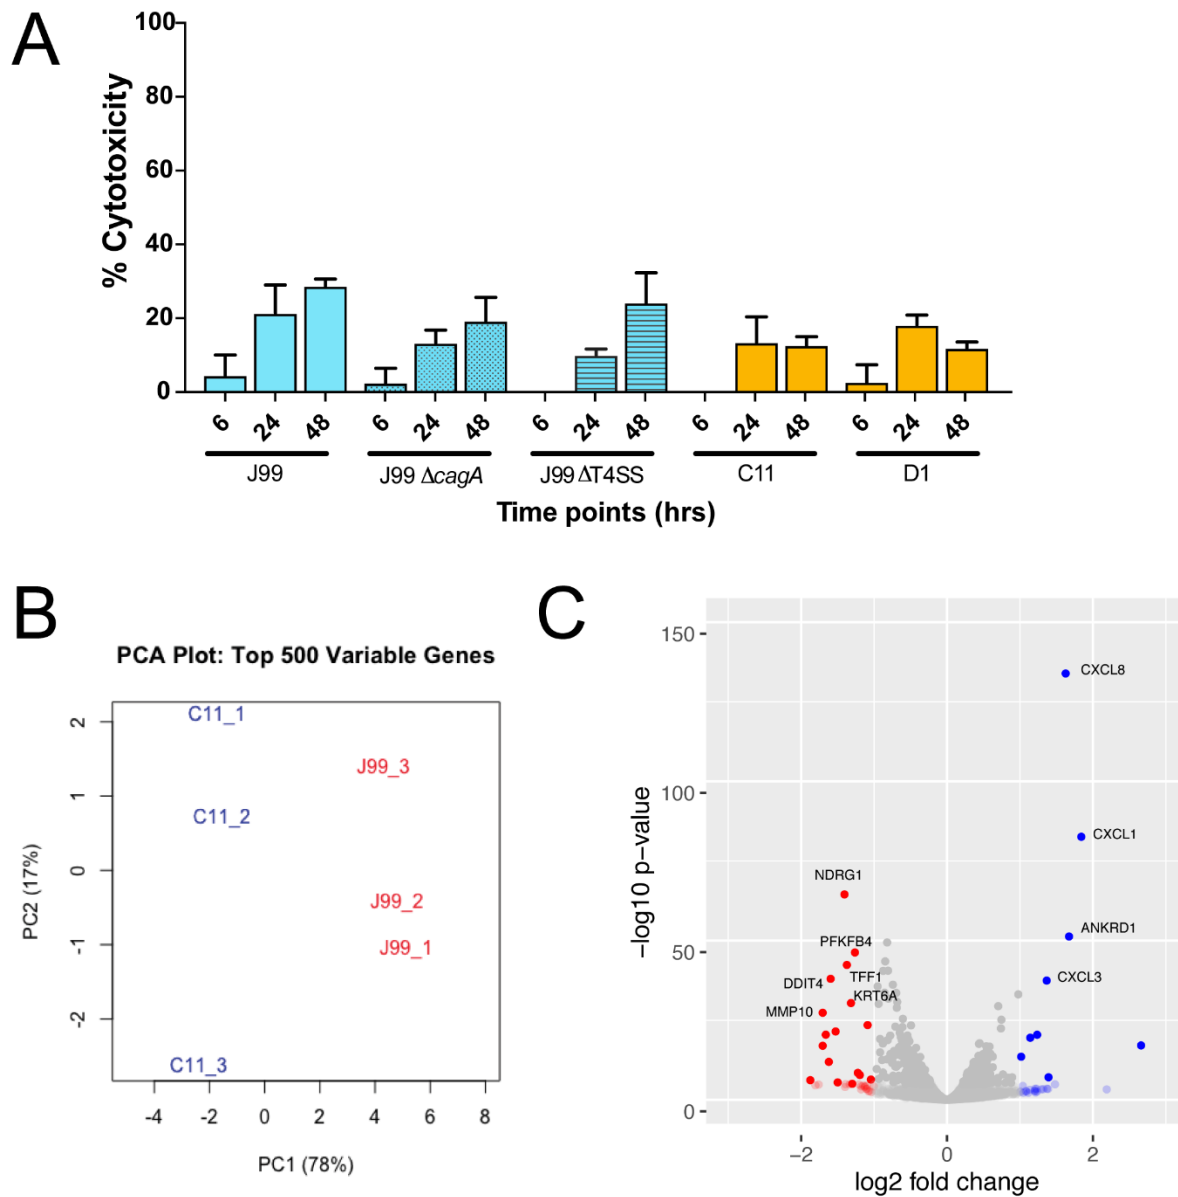 A
% Cytotoxicity
100
80
60
40
20
0
6 24 48 6 24 48 6 24 48 6 24 48 6 24 48
J99 J99 ΔcagA J99 ΔT4SS C11 D1
Time points (hrs)
B
PCA Plot: Top 500 Variable Genes
PC2 (17%)
2
1
0
-1
-2
C11_1
J99_3
C11_2
J99_2
J99_1
C11_3
-4 -2 0 2 4 6 8
PC1 (78%)
C
−log10 p−value
150
100
50
0
CXCL8
CXCL1
NDRG1
ANKRD1
PFKFB4
TFF1
CXCL3
DDIT4
KRT6A
MMP10
−2 0 2
log2 fold change